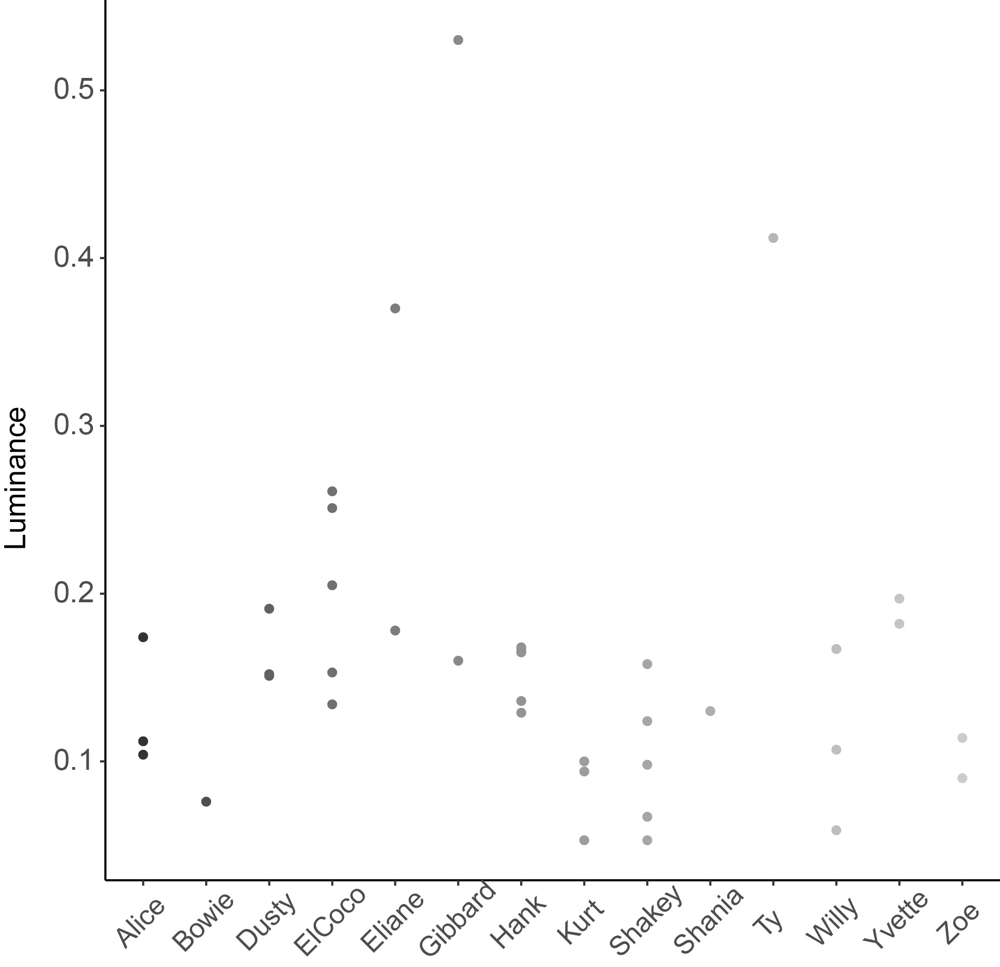 Luminance
0.5
0.4
0.3
0.2
0.1
Alice
Bowie
Dusty
ElCoco
Eliane
Gibbard
Hank
Kurt
Shakey
Shania
Ty
Willy
Yvette
Zoe